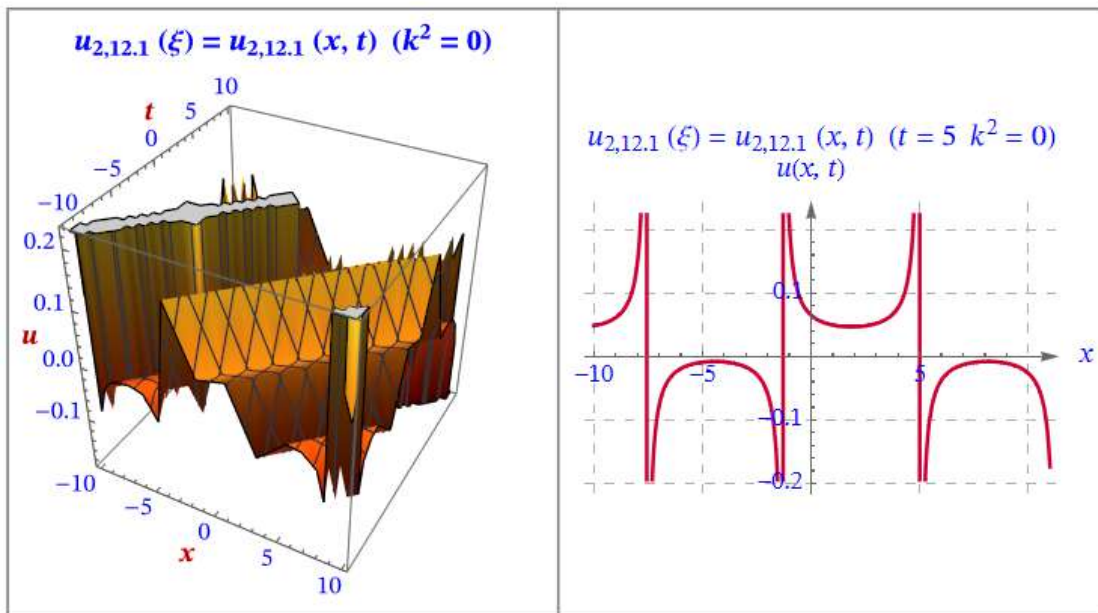 u2,12.1 (ξ) = u2,12.1 (x, t) (k² = 0)
10
t
5
0
−5
−10
0.2
0.1
u
0.0
−0.1
−10
−5
0
x
5
10
u2,12.1 (ξ) = u2,12.1 (x, t) (t = 5 k² = 0)
u(x, t)
0.1
−10
−5
5
x
−0.1
−0.2